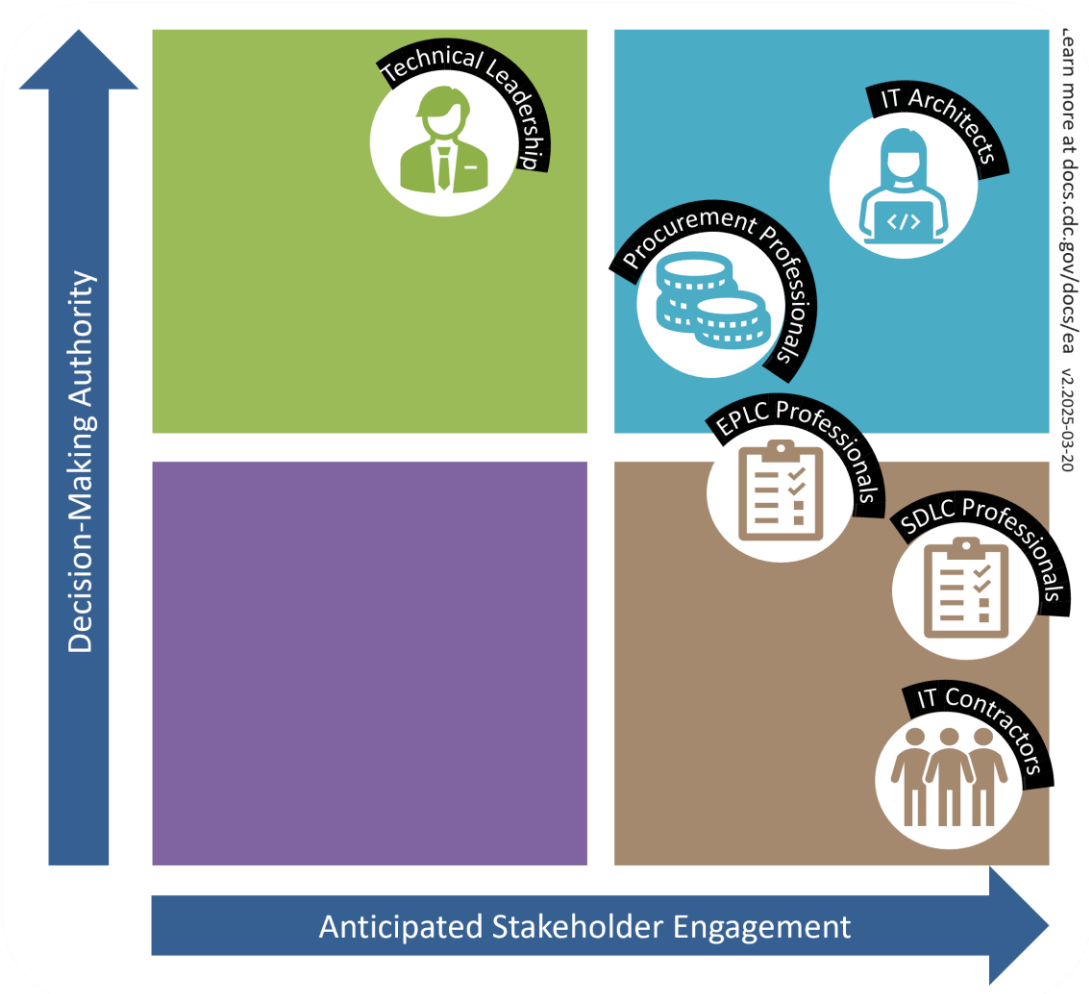 Technical Leadership
IT Architects
Procurement Professionals
EPLC Professionals
SDLC Professionals
IT Contractors
Decision-Making Authority
Anticipated Stakeholder Engagement
Learn more at docs.cdc.gov/docs/ea v2.2025-03-20